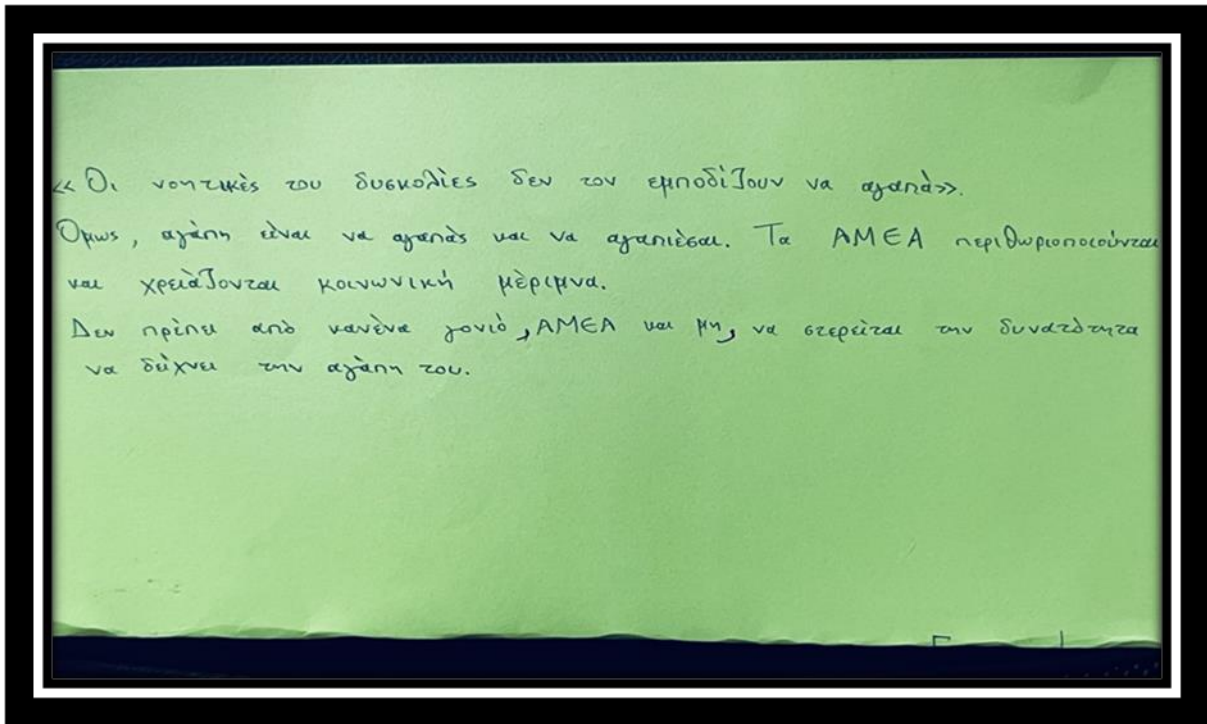 «Οι νοητικές του δυσκολίες δεν τον εμποδίζουν να αγαπά».
Όμως, αγάπη είναι να αγαπάς και να αγαπιέσαι. Τα ΑΜΕΑ περιθωριοποιούνται
και χρειάζονται κοινωνική μέριμνα.
Δεν πρέπει από κανένα γονιό, ΑΜΕΑ και μη, να στερείται την δυνατότητα
να δείχνει την αγάπη του.